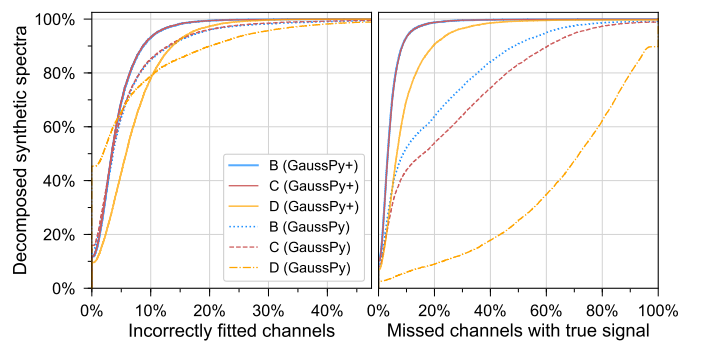 Decomposed synthetic spectra
100%
80%
60%
40%
20%
0%
B (GaussPy+)
C (GaussPy+)
D (GaussPy+)
B (GaussPy)
C (GaussPy)
D (GaussPy)
0% 10% 20% 30% 40%
0% 20% 40% 60% 80% 100%
Incorrectly fitted channels
Missed channels with true signal